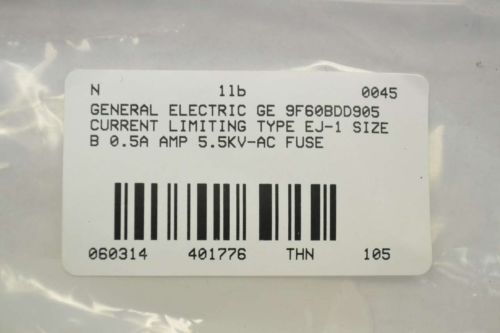 N 1lb 0045
GENERAL ELECTRIC GE 9F60BDD905
CURRENT LIMITING TYPE EJ-1 SIZE
B 0.5A AMP 5.5KV-AC FUSE
060314 401776 THN 105